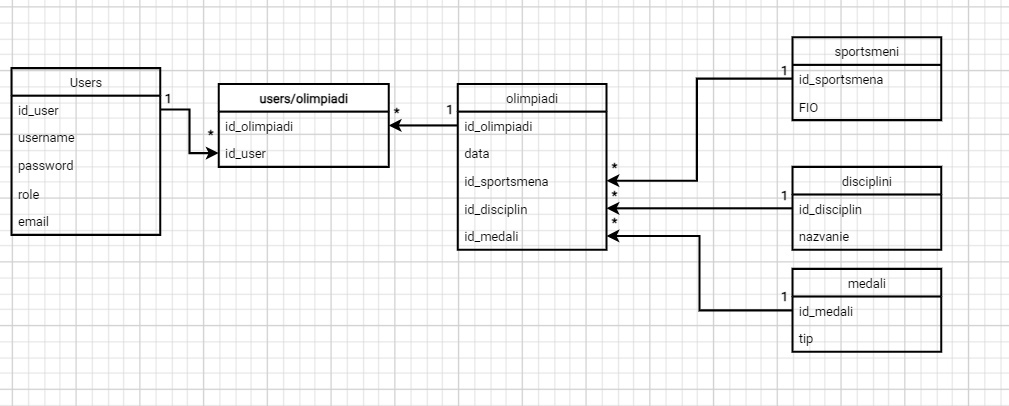 Users
id_user
username
password
role
email
1
*
users/olimpiadi
id_olimpiadi
id_user
*
1
olimpiadi
id_olimpiadi
data
id_sportsmena
id_disciplin
id_medali
*
*
*
1
sportsmeni
id_sportsmena
FIO
1
disciplini
id_disciplin
nazvanie
1
medali
id_medali
tip